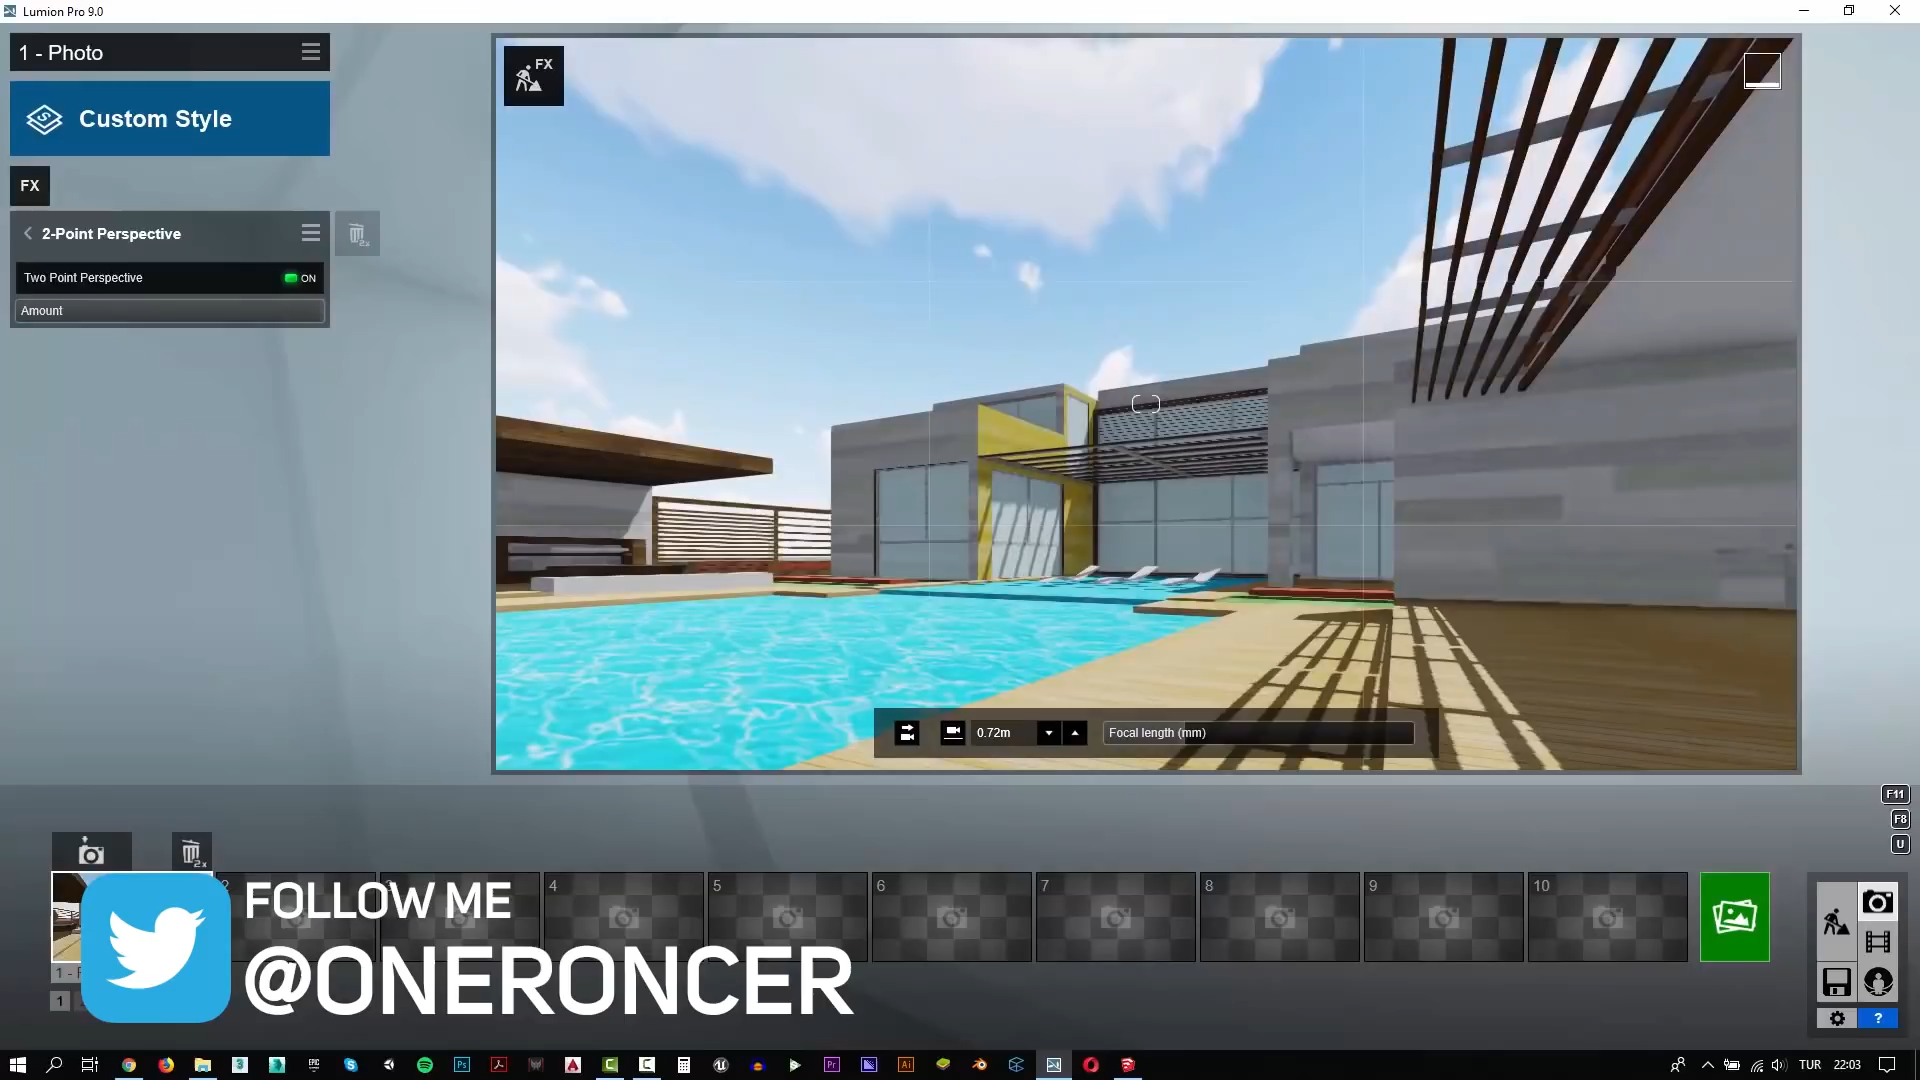 Lumion Pro 9.0
1 - Photo
Custom Style
FX
FX
2-Point Perspective
2x
Two Point Perspective
ON
Amount
0.72m
Focal length (mm)
F11
F8
U
2x
4
5
6
7
8
9
10
FOLLOW ME
@ONERONCER
1
?
TUR
22:03